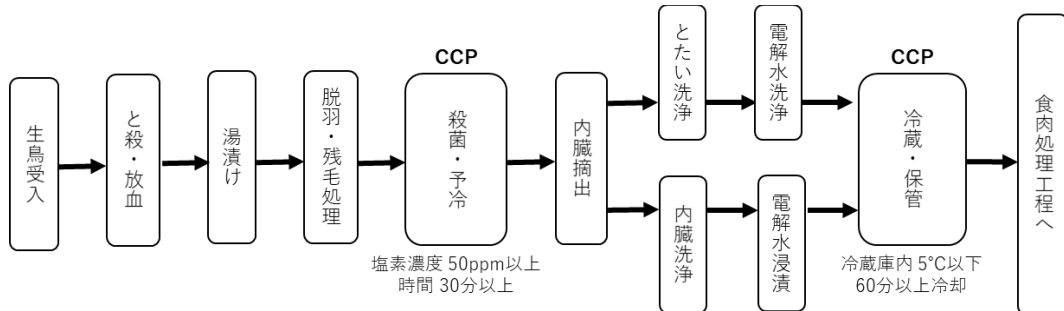 生鳥受入
と殺・放血
湯漬け
脱羽・残毛処理
CCP
殺菌・予冷
塩素濃度 50ppm以上
時間 30分以上
内臓摘出
とたい洗浄
電解水洗浄
内臓洗浄
電解水浸漬
CCP
冷蔵・保管
冷蔵庫内 5°C以下
60分以上冷却
食肉処理工程へ